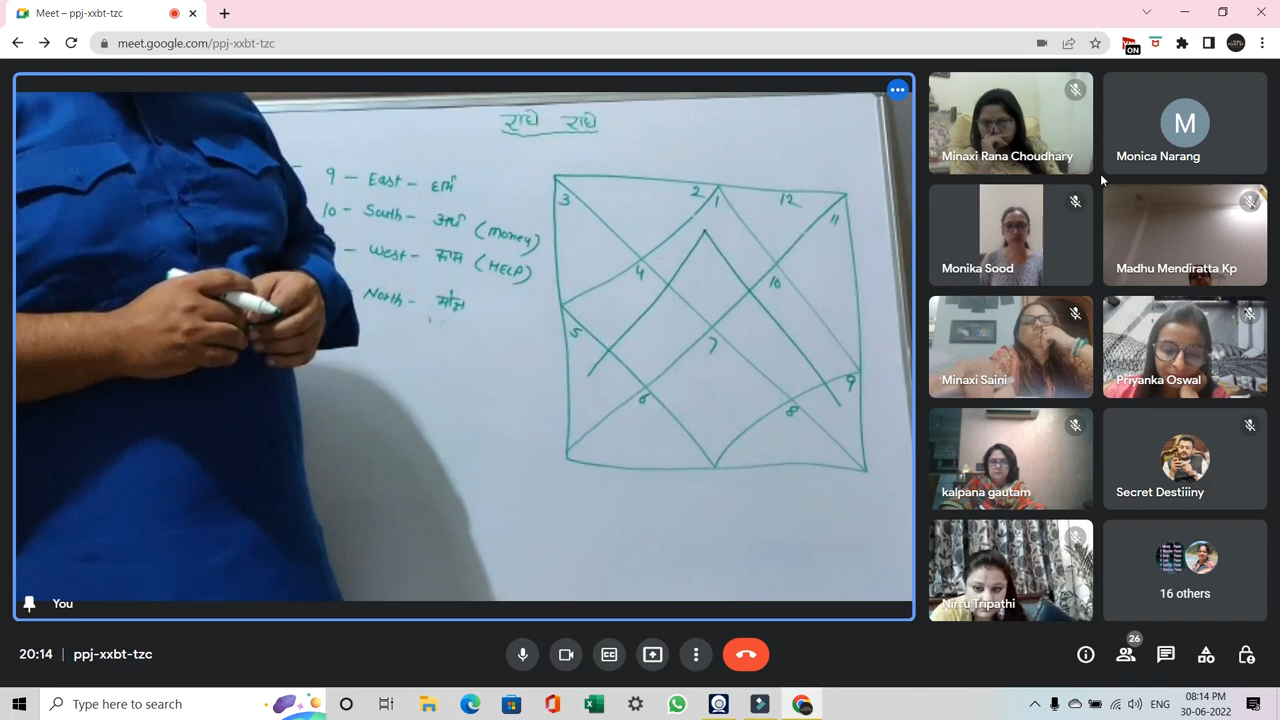 Meet – ppj-xxbt-tzc
meet.google.com/ppj-xxbt-tzc
ON
राधे राधे
9 – East – धर्म
10 – South – अर्थ (money)
– West – काम (HELP)
North – मोक्ष
3 2 1 12 11
4 10
5 7 9
6 8
You
Minaxi Rana Choudhary
M
Monica Narang
Monika Sood
Madhu Mendiratta Kp
Minaxi Saini
Priyanka Oswal
kalpana gautam
Secret Destiiiny
Nirru Tripathi
16 others
20:14 | ppj-xxbt-tzc
26
Type here to search
ENG
08:14 PM
30-06-2022